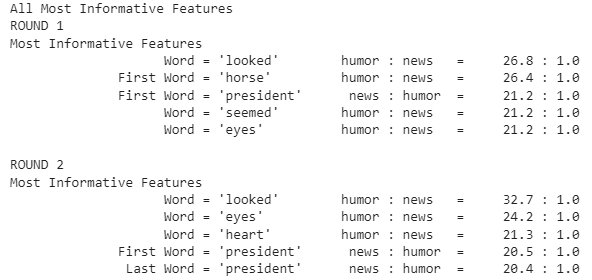 All Most Informative Features
ROUND 1
Most Informative Features
Word = 'looked' humor : news = 26.8 : 1.0
First Word = 'horse' humor : news = 26.4 : 1.0
First Word = 'president' news : humor = 21.2 : 1.0
Word = 'seemed' humor : news = 21.2 : 1.0
Word = 'eyes' humor : news = 21.2 : 1.0
ROUND 2
Most Informative Features
Word = 'looked' humor : news = 32.7 : 1.0
Word = 'eyes' humor : news = 24.2 : 1.0
Word = 'heart' humor : news = 21.3 : 1.0
First Word = 'president' news : humor = 20.5 : 1.0
Last Word = 'president' news : humor = 20.4 : 1.0